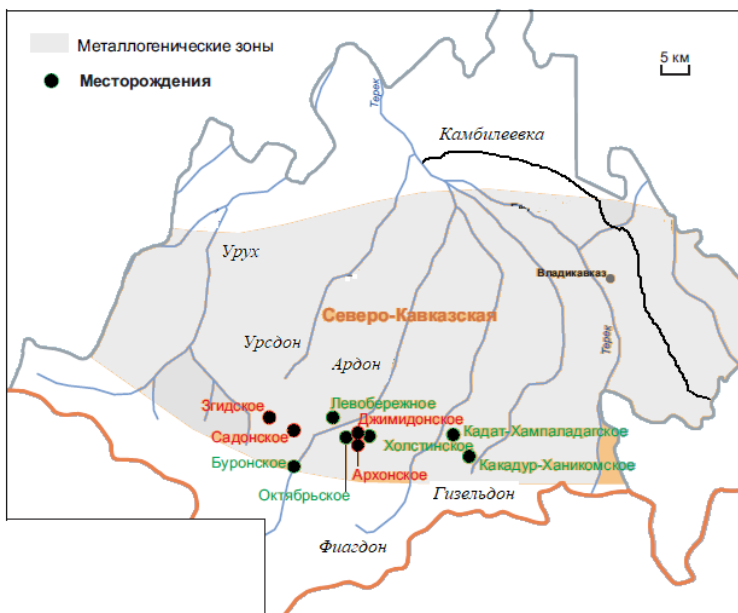 Металлогенические зоны
Месторождения
5 км
Терек
Камбилеевка
Урух
Владикавказ
Северо-Кавказская
Урсдон
Ардон
Терек
Згидское
Левобережное
Джимидонское
Садонское
Кадат-Хампаладагское
Холстинское
Буронское
Какадур-Ханикомское
Архонское
Октябрьское
Гизельдон
Фиагдон